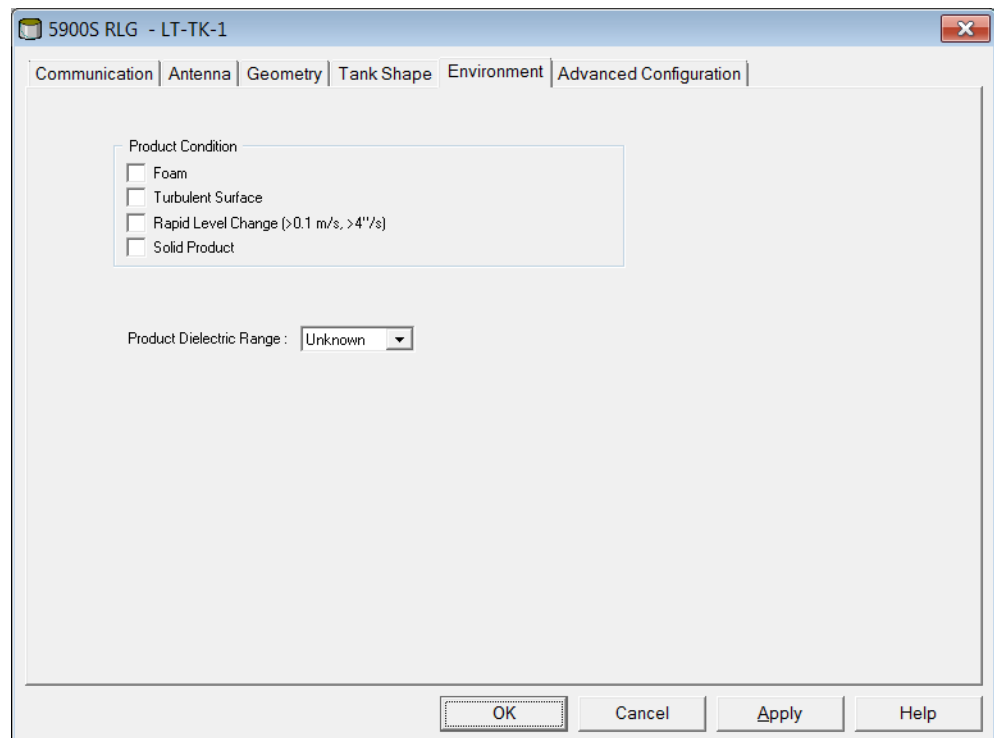 5900S RLG - LT-TK-1
Communication Antenna Geometry Tank Shape Environment Advanced Configuration
Product Condition
Foam
Turbulent Surface
Rapid Level Change (>0.1 m/s, >4"/s)
Solid Product
Product Dielectric Range : Unknown
OK Cancel Apply Help